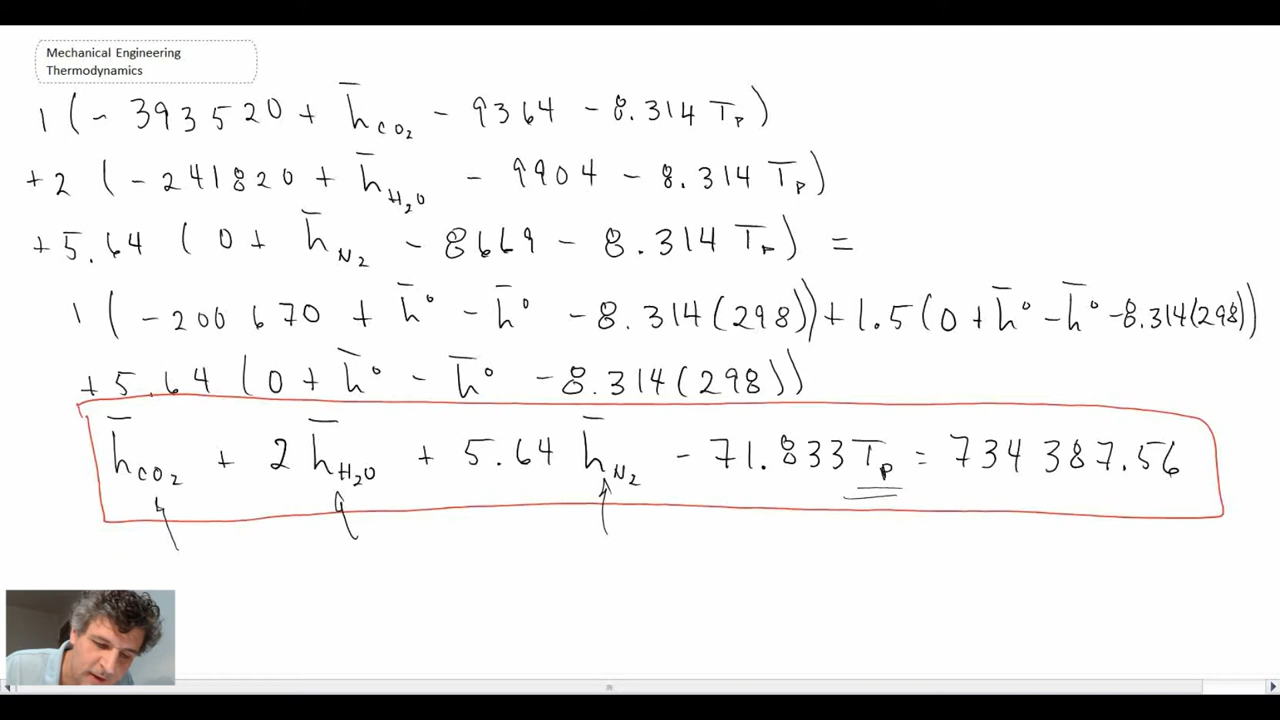 Mechanical Engineering
Thermodynamics
1 ( - 393520 + h̄CO₂ - 9364 - 8.314 Tₚ )
+2 ( - 241820 + h̄H₂O - 9904 - 8.314 Tₚ )
+5.64 ( 0 + h̄N₂ - 8669 - 8.314 Tₚ ) =
1 ( - 200670 + h̄° - h̄° - 8.314(298)) + 1.5 ( 0 + h̄° - h̄° - 8.314(298))
+5.64 ( 0 + h̄° - h̄° - 8.314(298))
h̄CO₂ + 2 h̄H₂O + 5.64 h̄N₂ - 71.833 Tₚ = 734387.56